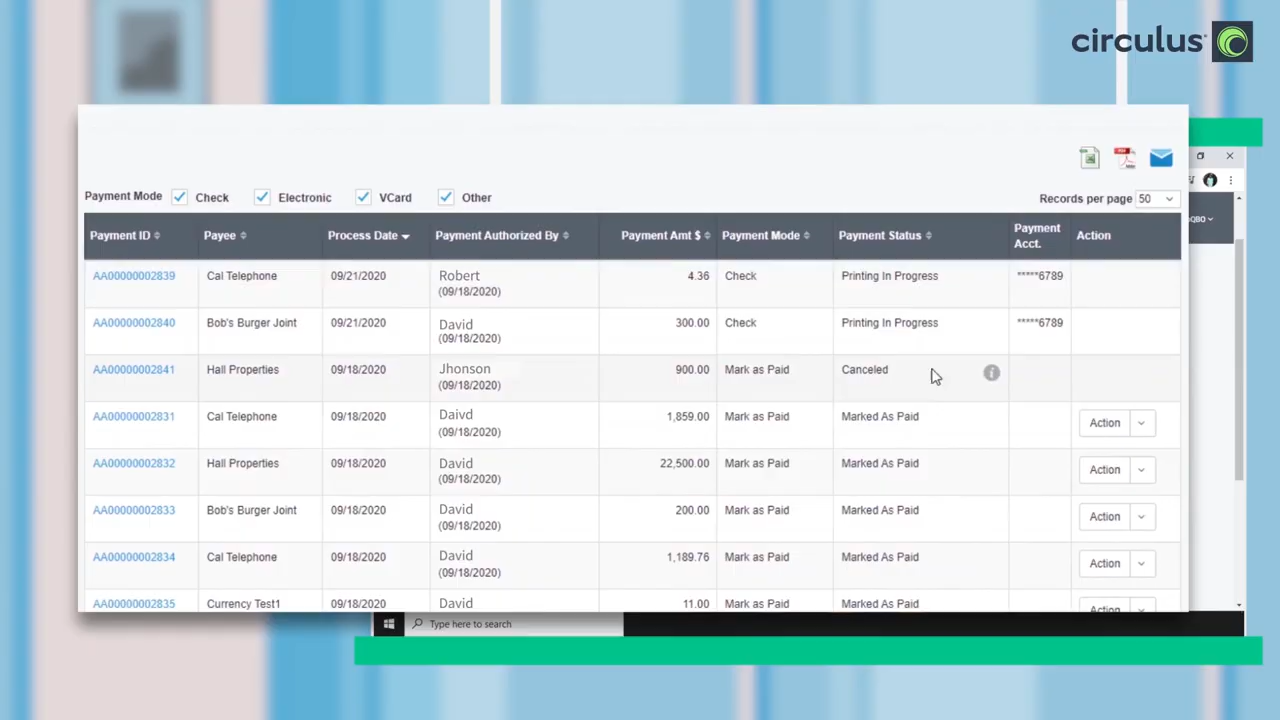 circulus
Payment Mode Check Electronic VCard Other Records per page 50
Payment ID Payee Process Date Payment Authorized By Payment Amt $ Payment Mode Payment Status Payment Acct. Action
AA00000002839 Cal Telephone 09/21/2020 Robert (09/18/2020) 4.36 Check Printing In Progress *****6789
AA00000002840 Bob's Burger Joint 09/21/2020 David (09/18/2020) 300.00 Check Printing In Progress *****6789
AA00000002841 Hall Properties 09/18/2020 Jhonson (09/18/2020) 900.00 Mark as Paid Canceled
AA00000002831 Cal Telephone 09/18/2020 Daivd (09/18/2020) 1,859.00 Mark as Paid Marked As Paid Action
AA00000002832 Hall Properties 09/18/2020 David (09/18/2020) 22,500.00 Mark as Paid Marked As Paid Action
AA00000002833 Bob's Burger Joint 09/18/2020 David (09/18/2020) 200.00 Mark as Paid Marked As Paid Action
AA00000002834 Cal Telephone 09/18/2020 David (09/18/2020) 1,189.76 Mark as Paid Marked As Paid Action
AA00000002835 Currency Test1 09/18/2020 David 11.00 Mark as Paid Marked As Paid Action
Type here to search